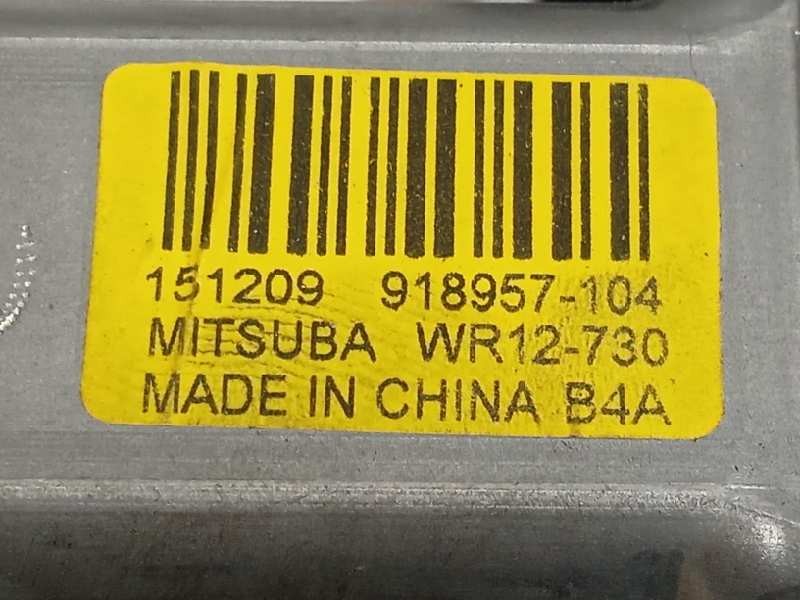 151209 918957-104
MITSUBA WR12-730
MADE IN CHINA B4A